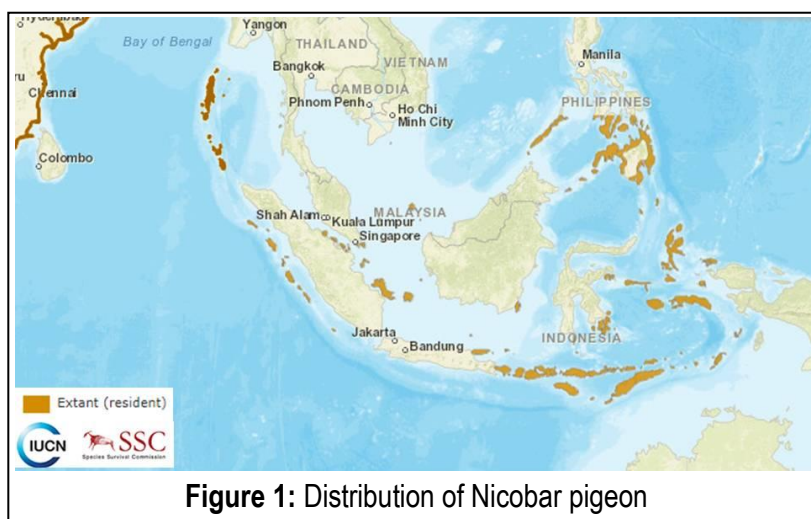 Hyderabad
Yangon
Bay of Bengal
THAILAND
VIETNAM
Manila
Bangkok
ru
Chennai
CAMBODIA
Phnom Penh
Ho Chi
Minh City
PHILIPPINES
Colombo
MALAYSIA
Shah Alam
Kuala Lumpur
Singapore
Jakarta
Bandung
INDONESIA
Extant (resident)
IUCN
SSC
Species Survival Commission
Figure 1: Distribution of Nicobar pigeon